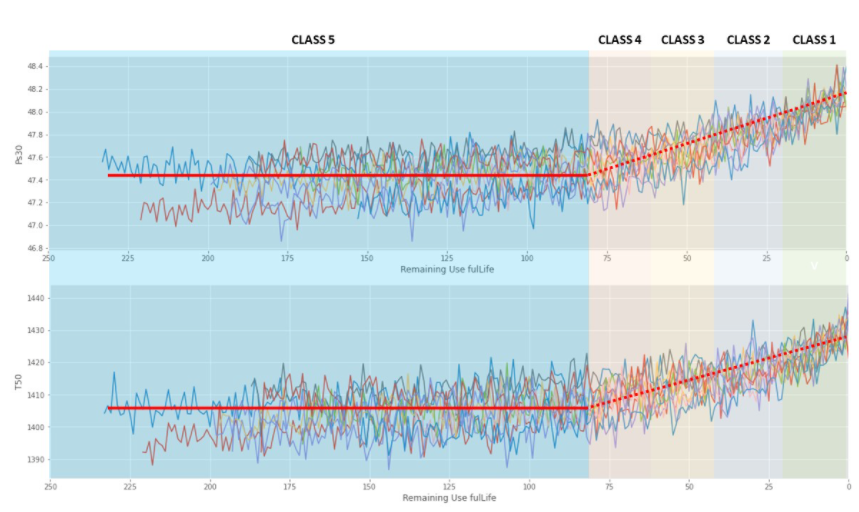 CLASS 5 CLASS 4 CLASS 3 CLASS 2 CLASS 1
48.4
48.2
48.0
47.8
47.6
47.4
47.2
47.0
46.8
Ps30
250 225 200 175 150 125 100 75 50 25 0
Remaining Use fulLife
V
1440
1430
1420
1410
1400
1390
T50
250 225 200 175 150 125 100 75 50 25 0
Remaining Use fulLife